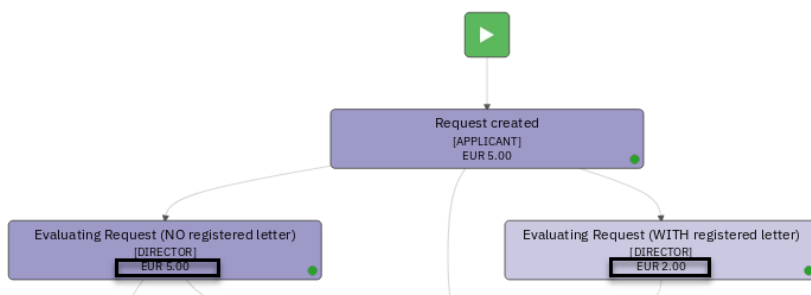 Request created
[APPLICANT]
EUR 5.00
Evaluating Request (NO registered letter)
[DIRECTOR]
EUR 5.00
Evaluating Request (WITH registered letter)
[DIRECTOR]
EUR 2.00